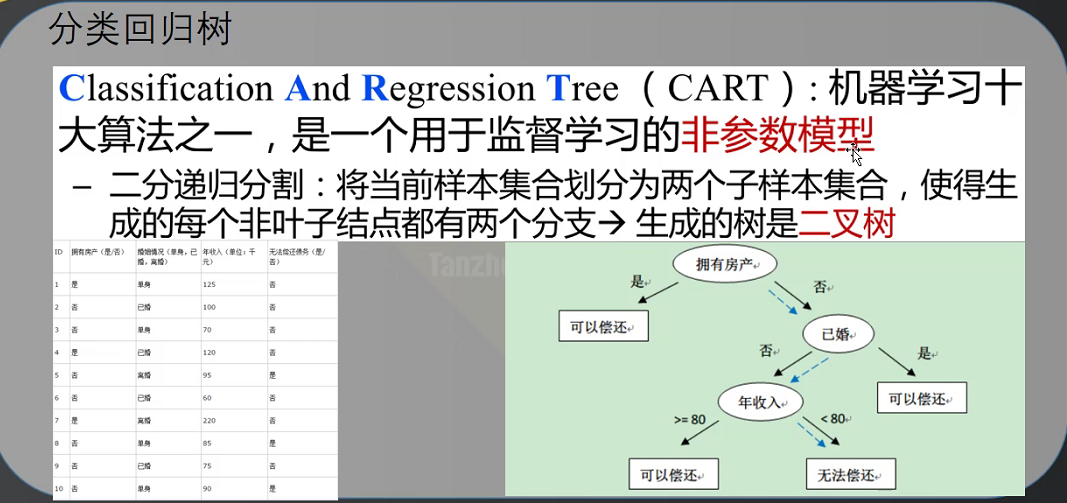 分类回归树
Classification And Regression Tree （CART）: 机器学习十
大算法之一，是一个用于监督学习的非参数模型
– 二分递归分割：将当前样本集合划分为两个子样本集合，使得生
成的每个非叶子结点都有两个分支→ 生成的树是二叉树
ID 拥有房产（是/否） 婚姻情况（单身，已 年收入（单位：千 无法偿还债务（是/
婚，离婚） 元） 否）
1 是 单身 125 否
2 否 已婚 100 否
3 否 单身 70 否
4 是 已婚 120 否
5 否 离婚 95 是
6 否 已婚 60 否
7 是 离婚 220 否
8 否 单身 85 是
9 否 已婚 75 否
10 否 单身 90 是
拥有房产
是 否
可以偿还
已婚
否 是
年收入 可以偿还
>= 80 < 80
可以偿还 无法偿还